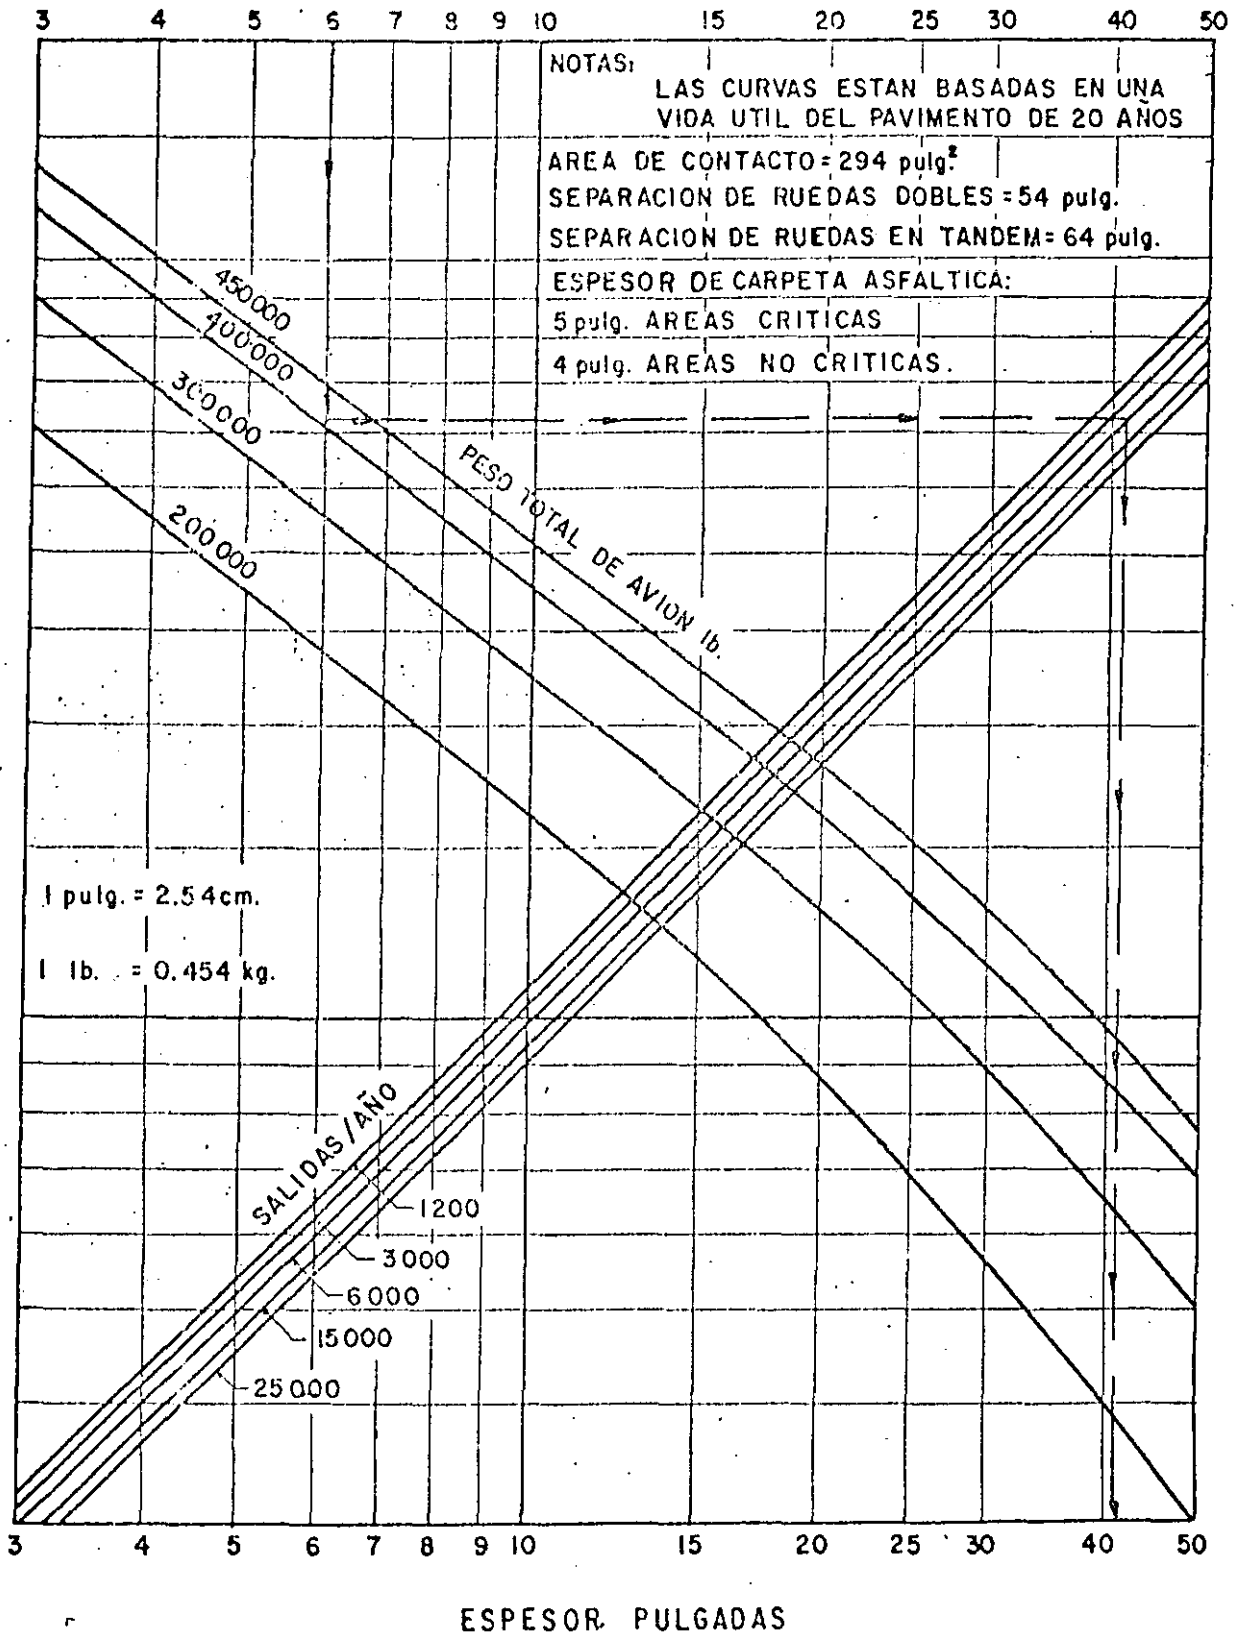 3 4 5 6 7 8 9 10 15 20 25 30 40 50
NOTAS:
LAS CURVAS ESTAN BASADAS EN UNA
VIDA UTIL DEL PAVIMENTO DE 20 AÑOS
AREA DE CONTACTO = 294 pulg.²
SEPARACION DE RUEDAS DOBLES = 54 pulg.
SEPARACION DE RUEDAS EN TANDEM = 64 pulg.
ESPESOR DE CARPETA ASFALTICA:
5 pulg. AREAS CRITICAS
4 pulg. AREAS NO CRITICAS.
450000
400000
300000
200000
PESO TOTAL DE AVION lb.
1 pulg. = 2.54 cm.
1 lb. = 0.454 kg.
SALIDAS/AÑO
1200
3000
6000
15000
25000
3 4 5 6 7 8 9 10 15 20 25 30 40 50
ESPESOR PULGADAS